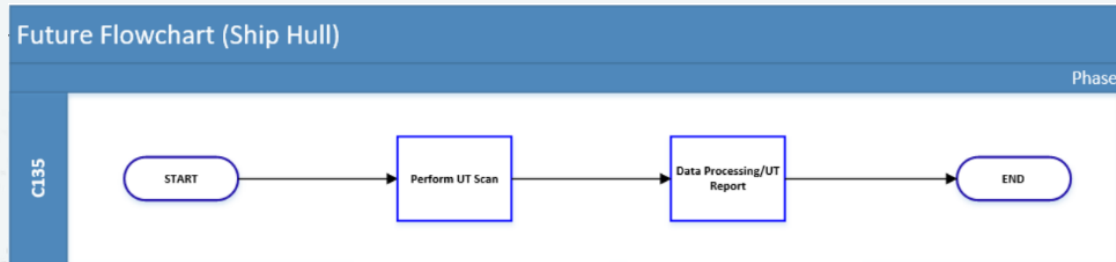 Future Flowchart (Ship Hull)
Phase
C135
START
Perform UT Scan
Data Processing/UT
Report
END